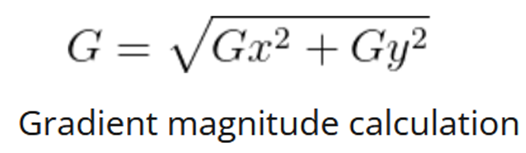 G = √Gx² + Gy²
Gradient magnitude calculation